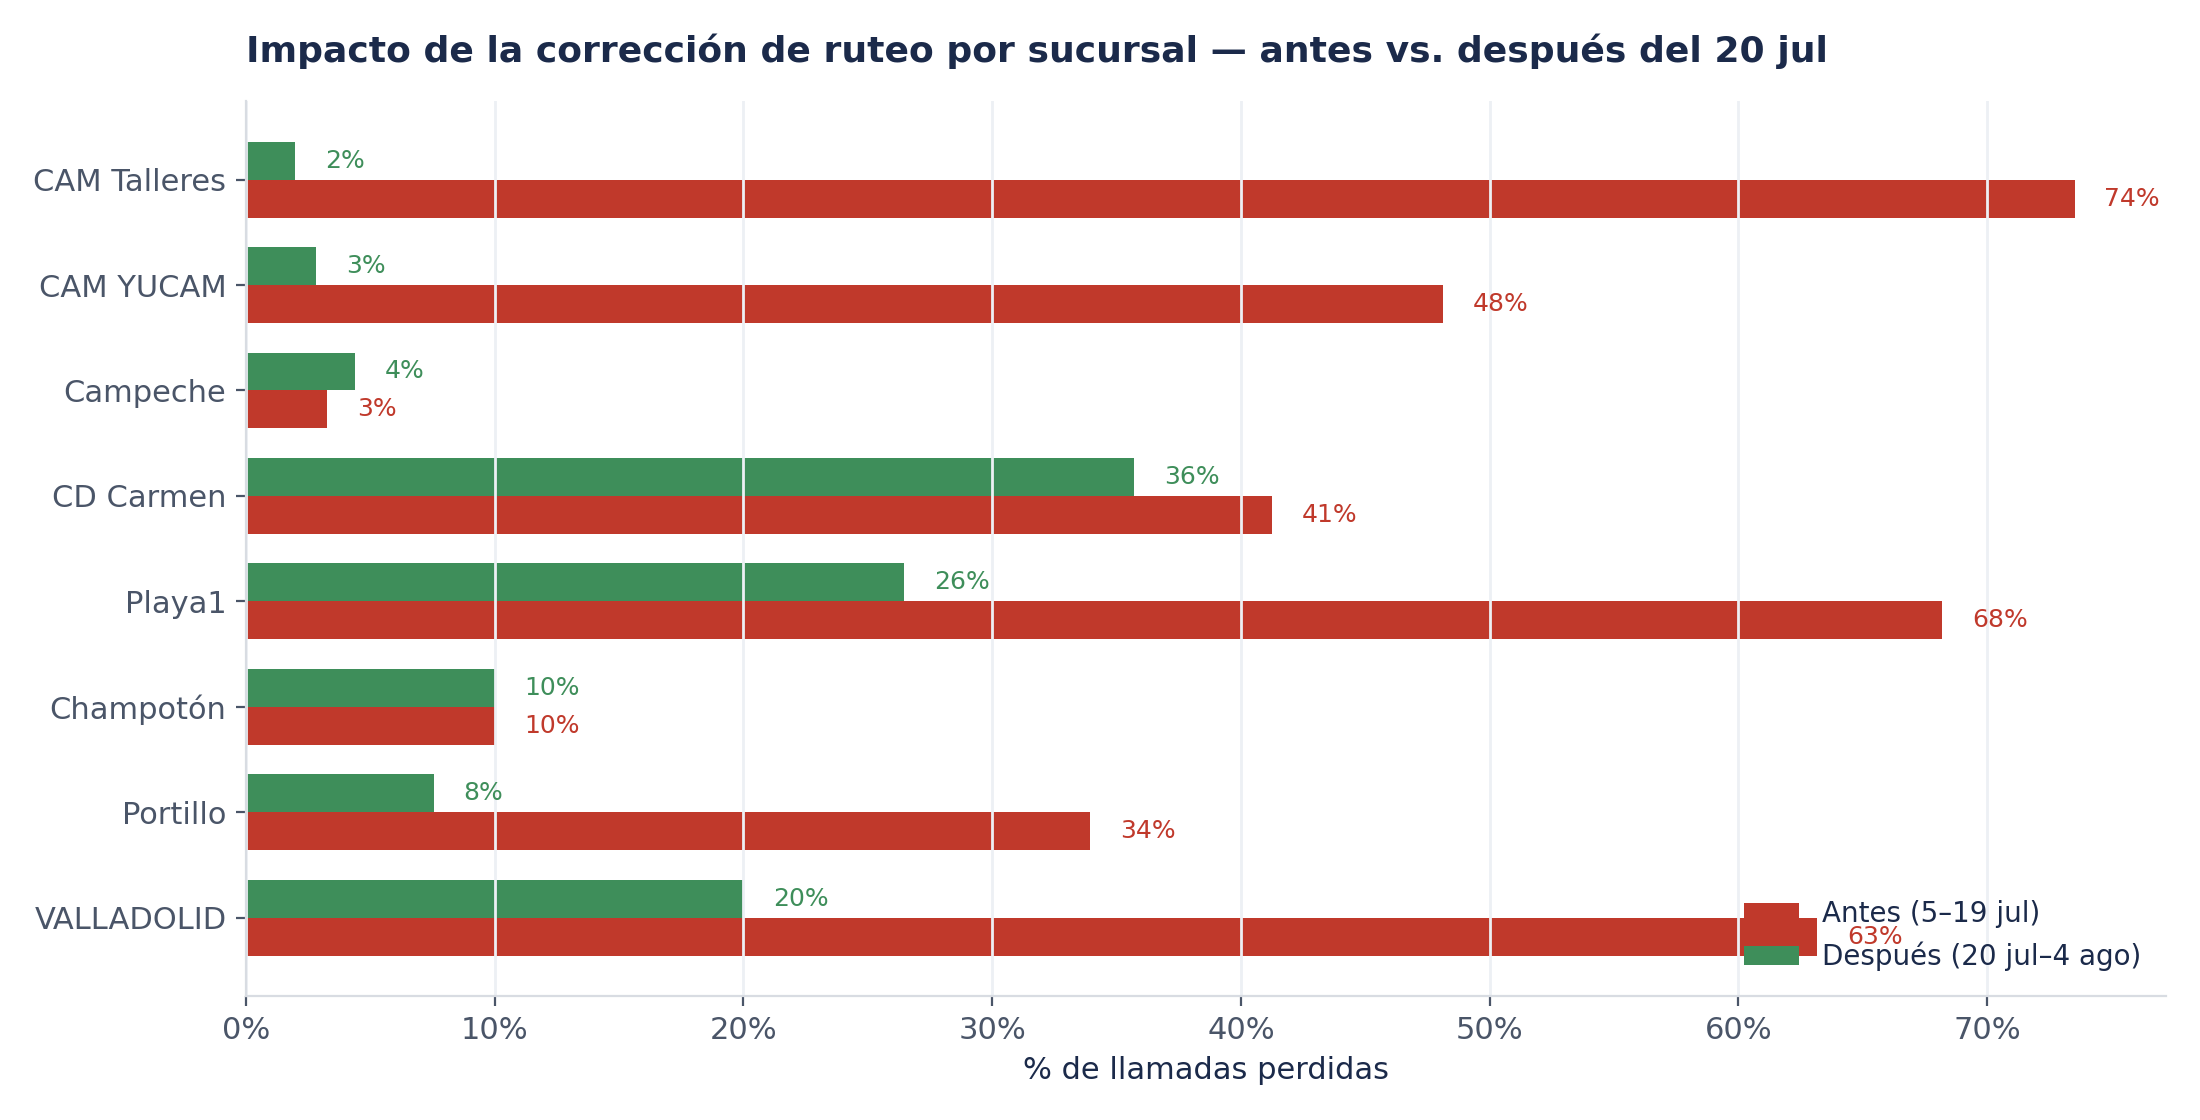 Impacto de la corrección de ruteo por sucursal — antes vs. después del 20 jul
CAM Talleres
2%
74%
CAM YUCAM
3%
48%
Campeche
4%
3%
CD Carmen
36%
41%
Playa1
26%
68%
Champotón
10%
10%
Portillo
8%
34%
VALLADOLID
20%
63%
Antes (5–19 jul)
Después (20 jul–4 ago)
0% 10% 20% 30% 40% 50% 60% 70%
% de llamadas perdidas